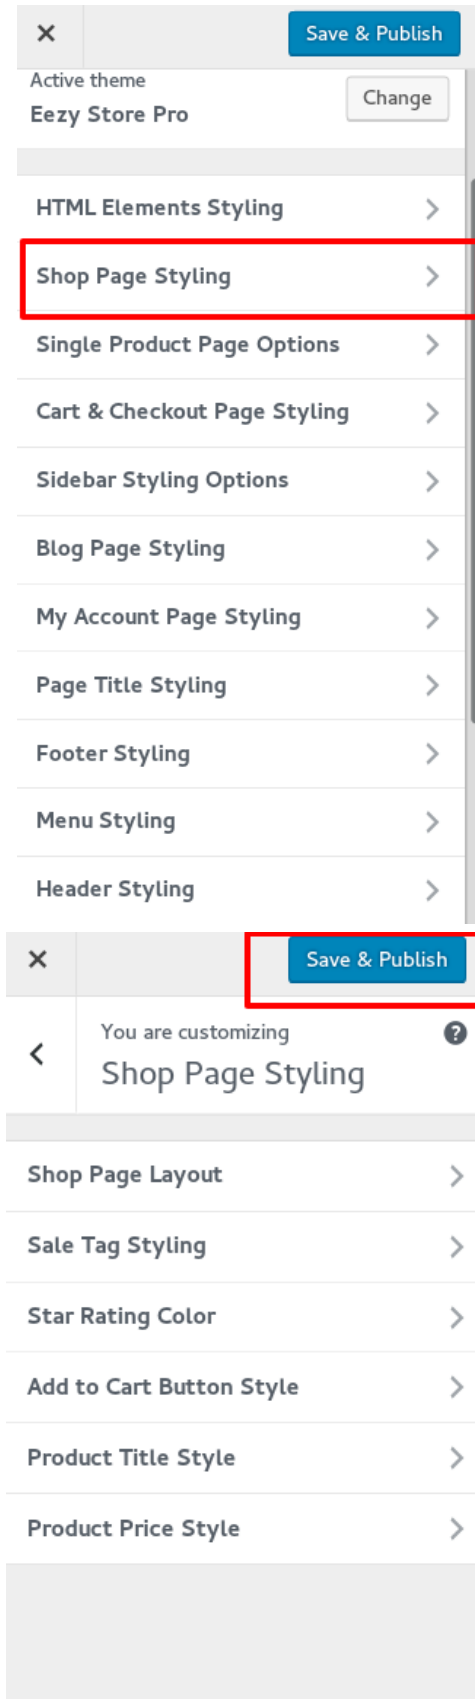 Save & Publish
Active theme
Eezy Store Pro
Change
HTML Elements Styling
Shop Page Styling
Single Product Page Options
Cart & Checkout Page Styling
Sidebar Styling Options
Blog Page Styling
My Account Page Styling
Page Title Styling
Footer Styling
Menu Styling
Header Styling
Save & Publish
You are customizing
Shop Page Styling
Shop Page Layout
Sale Tag Styling
Star Rating Color
Add to Cart Button Style
Product Title Style
Product Price Style